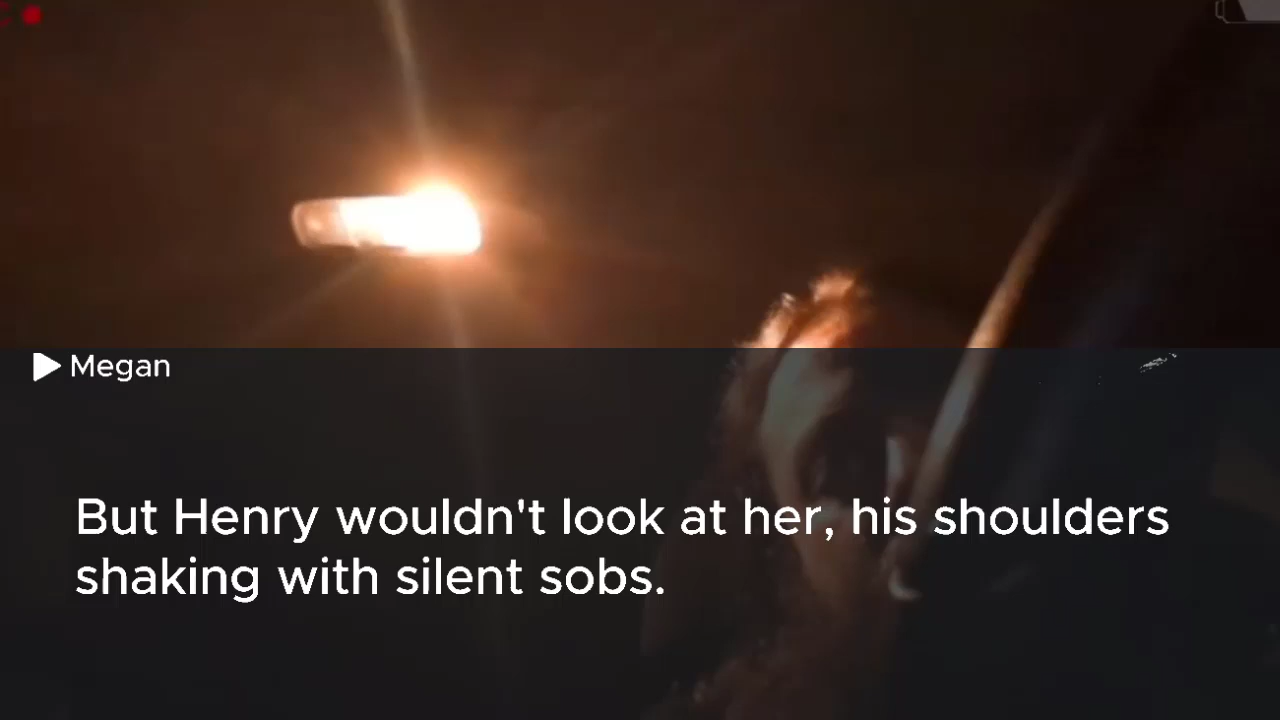 Megan
But Henry wouldn't look at her, his shoulders
shaking with silent sobs.